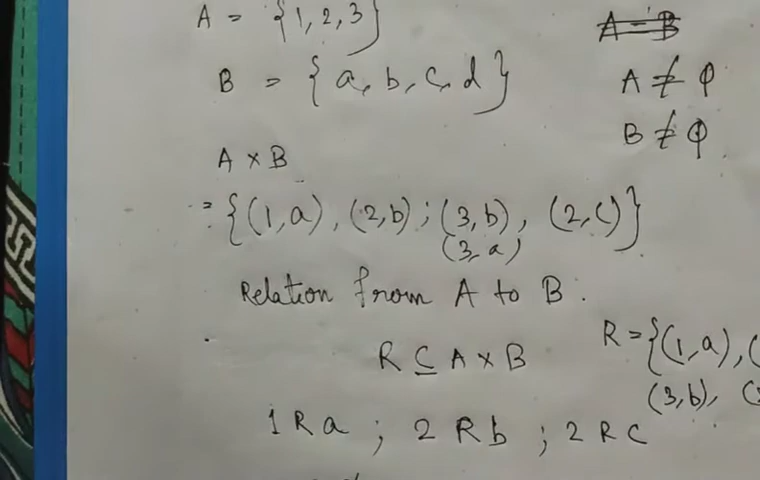 A = {1, 2, 3}
A = B
B = {a, b, c, d}
A ≠ φ
B ≠ φ
A × B
= {(1, a), (2, b); (3, b), (2, c)}
(3, a)
Relation from A to B.
R ⊆ A × B
R = {(1, a), (
(3, b), (
1 R a ; 2 R b ; 2 R C